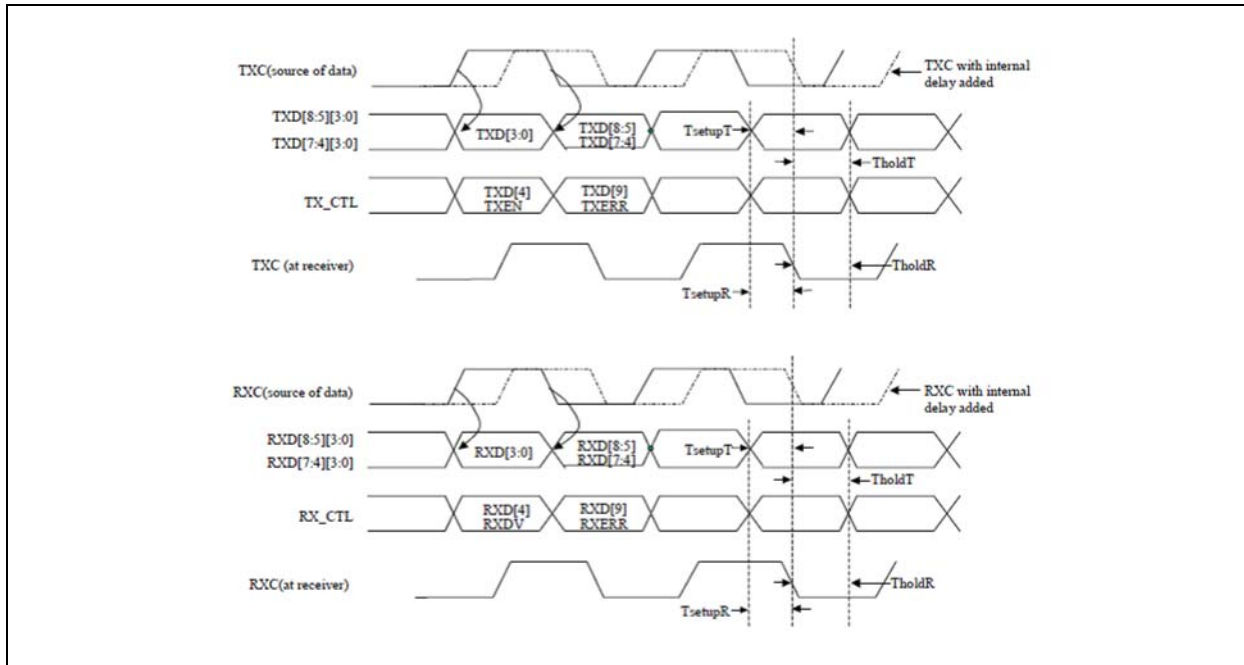 TXC(source of data)
TXC with internal
delay added
TXD[8:5][3:0]
TXD[7:4][3:0]
TXD[3:0]
TXD[8:5]
TXD[7:4]
TsetupT
TholdT
TX_CTL
TXD[4]
TXEN
TXD[9]
TXERR
TXC (at receiver)
TholdR
TsetupR
RXC(source of data)
RXC with internal
delay added
RXD[8:5][3:0]
RXD[7:4][3:0]
RXD[3:0]
RXD[8:5]
RXD[7:4]
TsetupT
TholdT
RX_CTL
RXD[4]
RXDV
RXD[9]
RXERR
RXC(at receiver)
TholdR
TsetupR